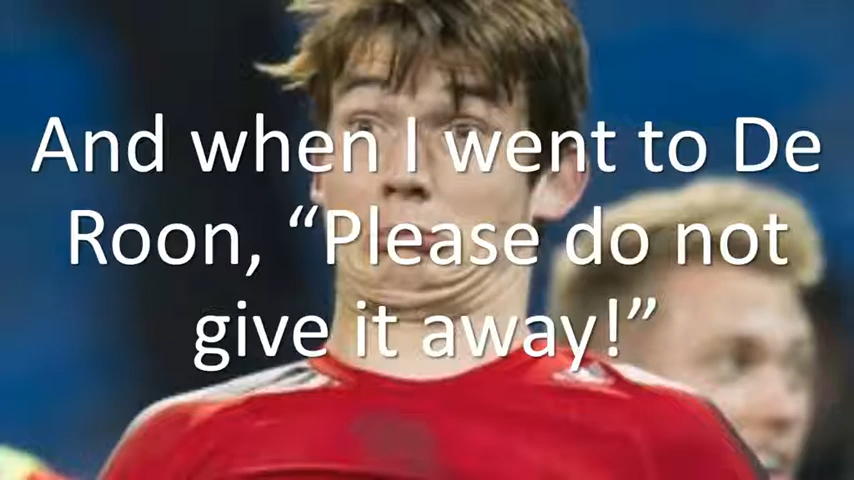 And when I went to De
Roon, “Please do not
give it away!”